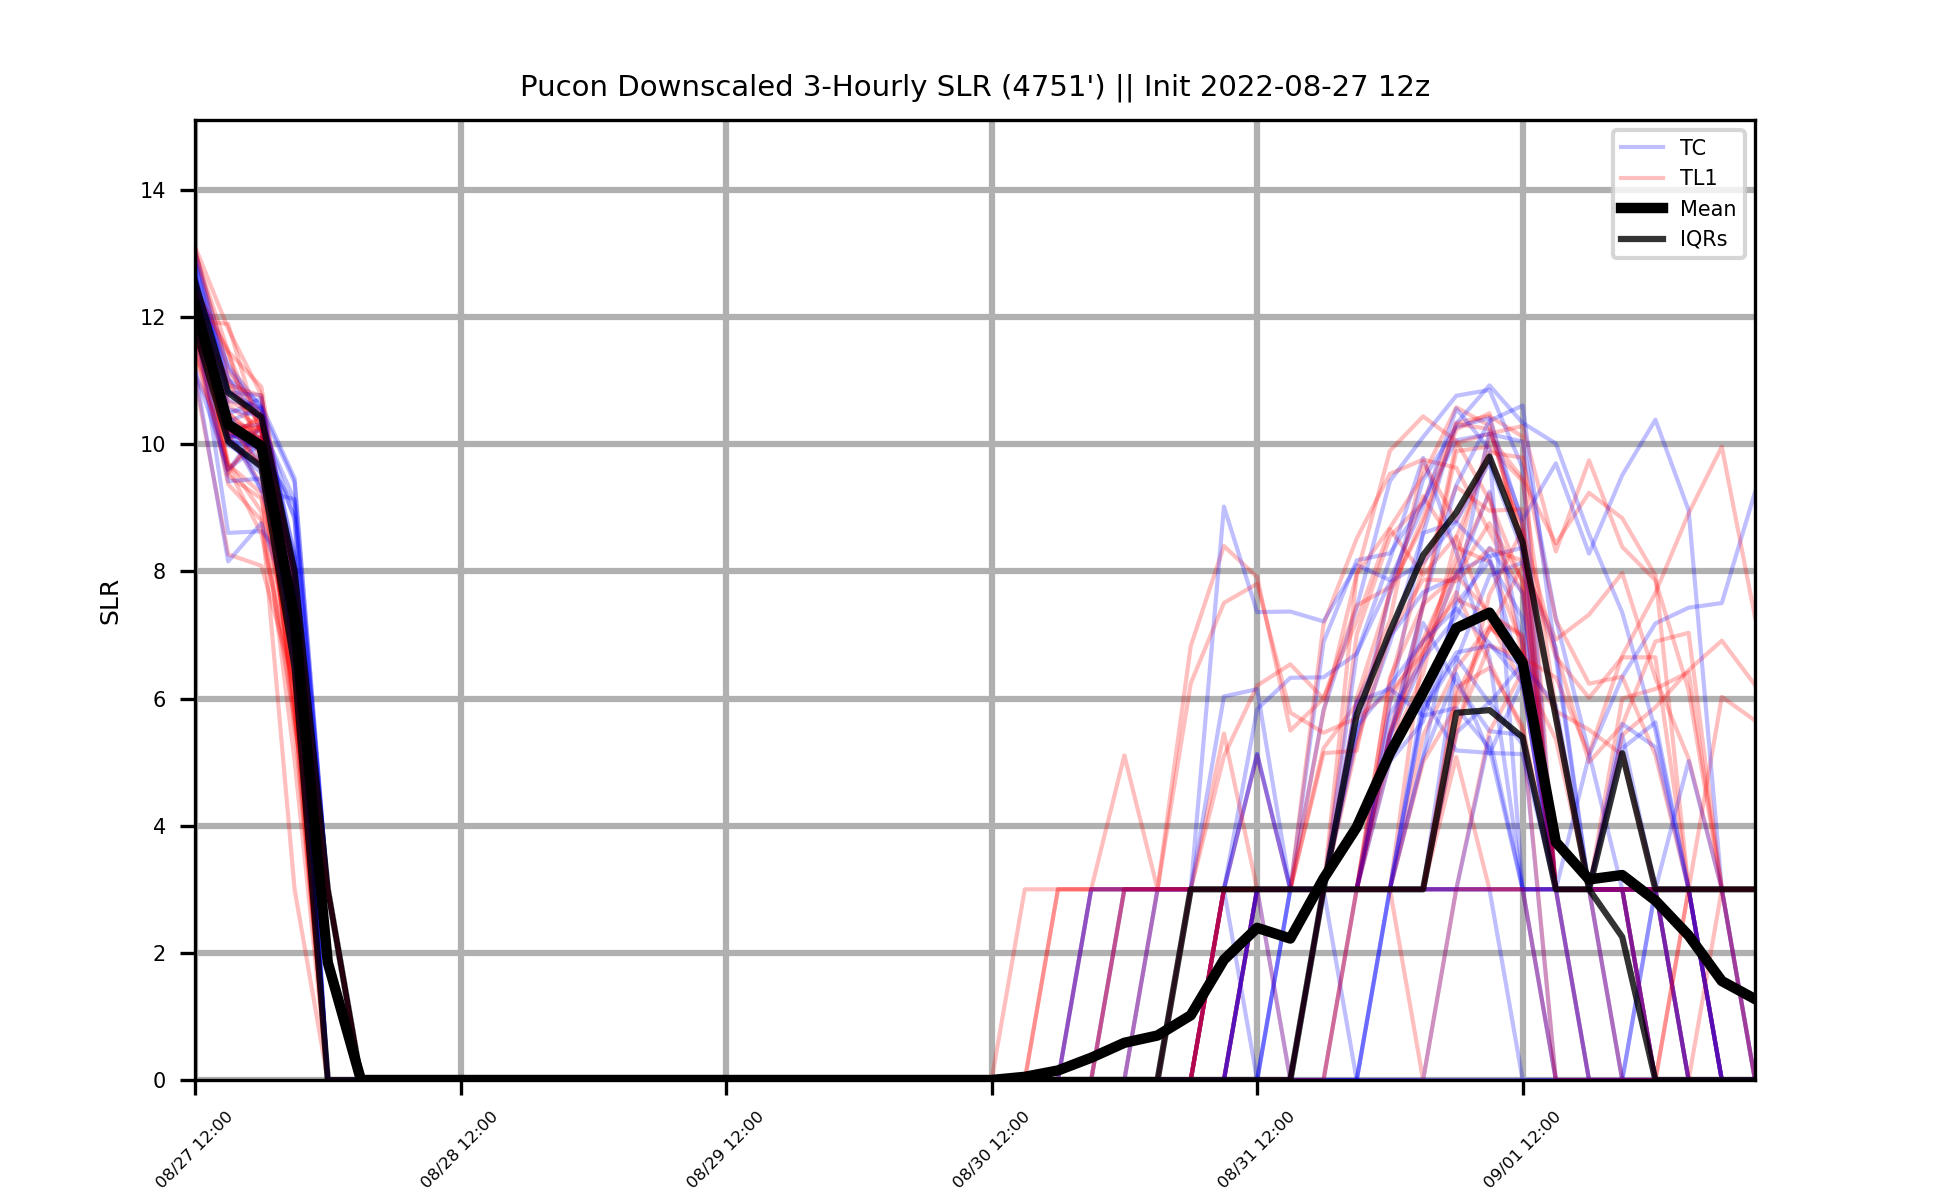 Pucon Downscaled 3-Hourly SLR (4751') || Init 2022-08-27 12z
TC
TL1
Mean
IQRs
SLR
14
12
10
8
6
4
2
0
08/27 12:00
08/28 12:00
08/29 12:00
08/30 12:00
08/31 12:00
09/01 12:00